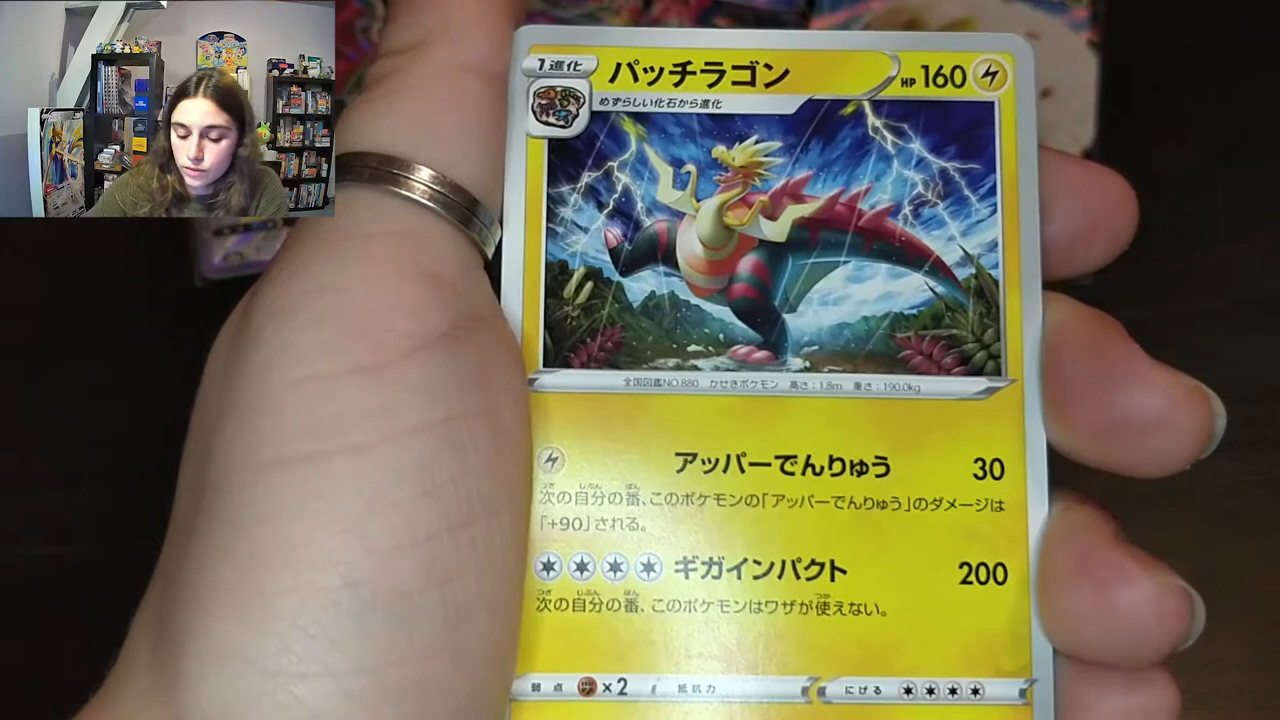 1進化
パッチラゴン
HP 160
めずらしい化石から進化
全国図鑑NO.880 かせきポケモン 高さ:1.8m 重さ:190.0kg
アッパーでんりゅう 30
次の自分の番、このポケモンの「アッパーでんりゅう」のダメージは
「+90」される。
ギガインパクト 200
次の自分の番、このポケモンはワザが使えない。
弱点 ×2 抵抗力 にげる